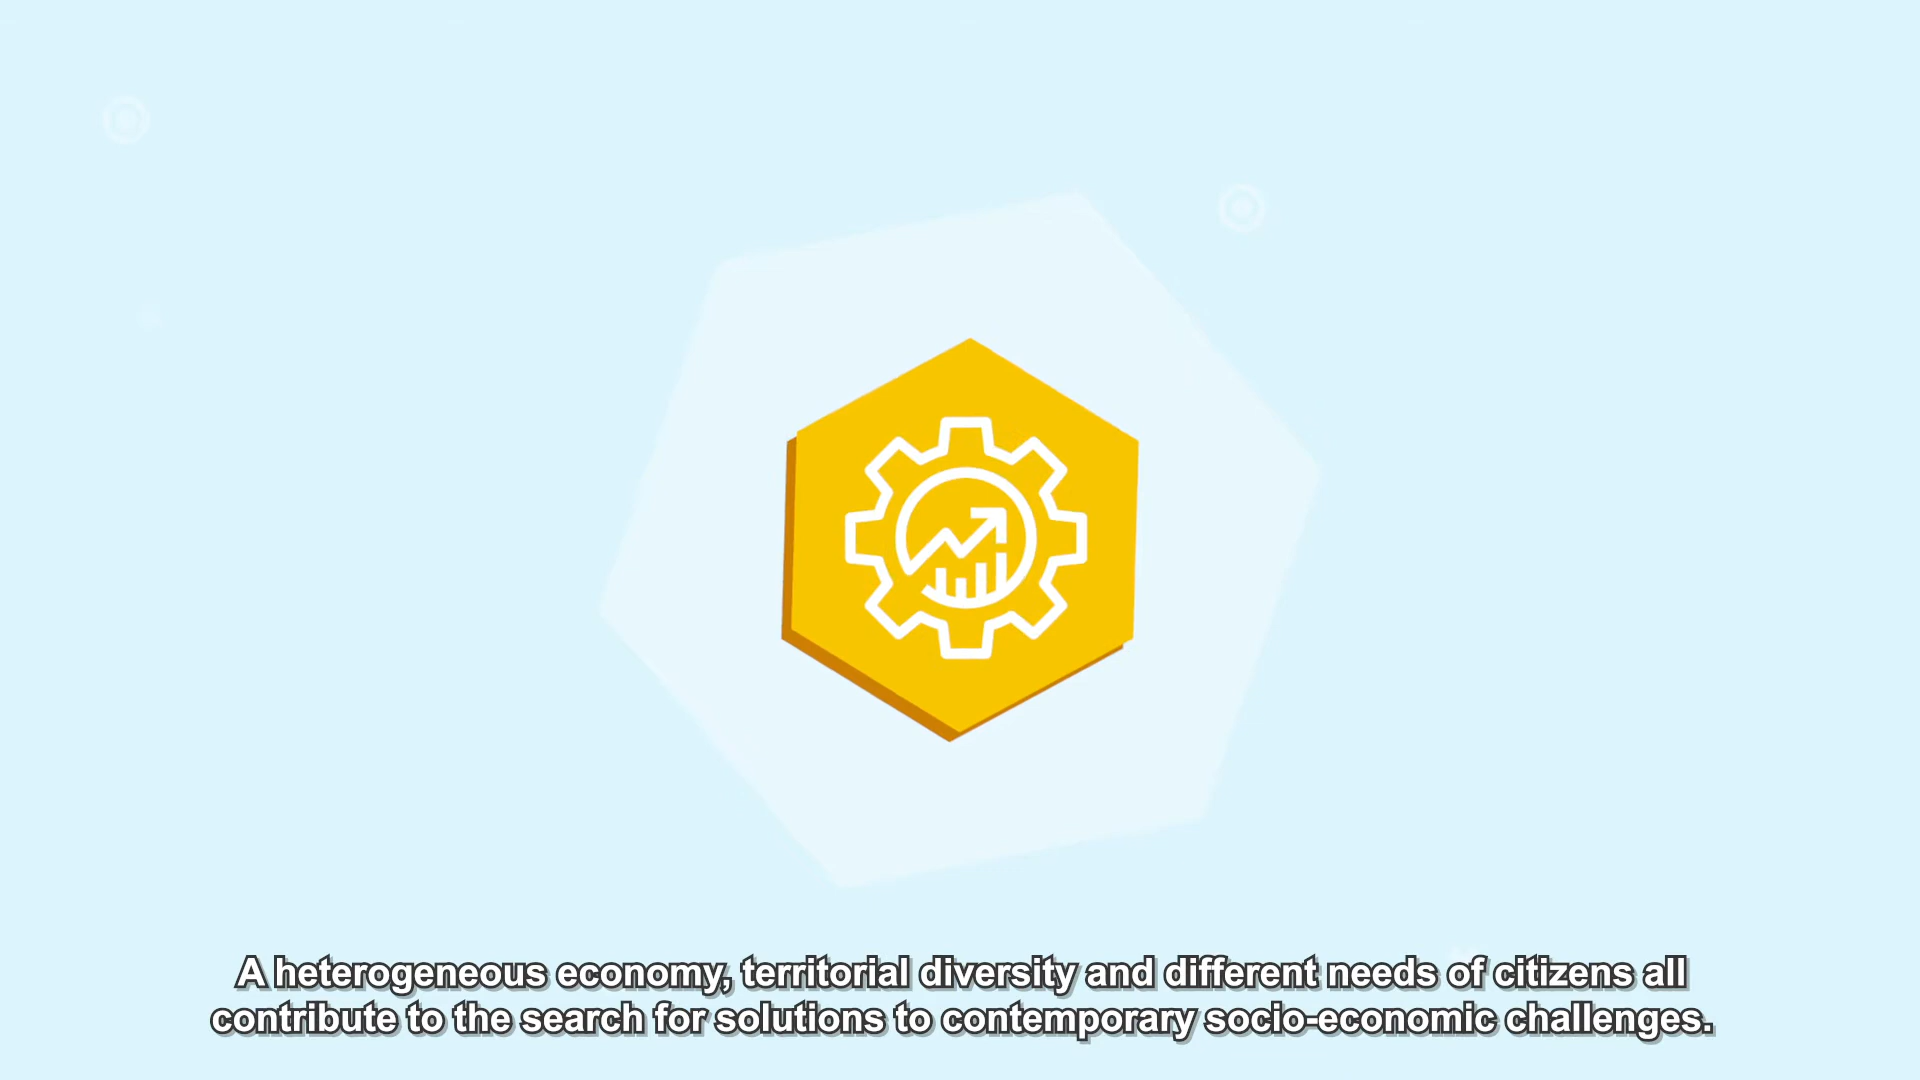 A heterogeneous economy, territorial diversity and different needs of citizens all
contribute to the search for solutions to contemporary socio-economic challenges.